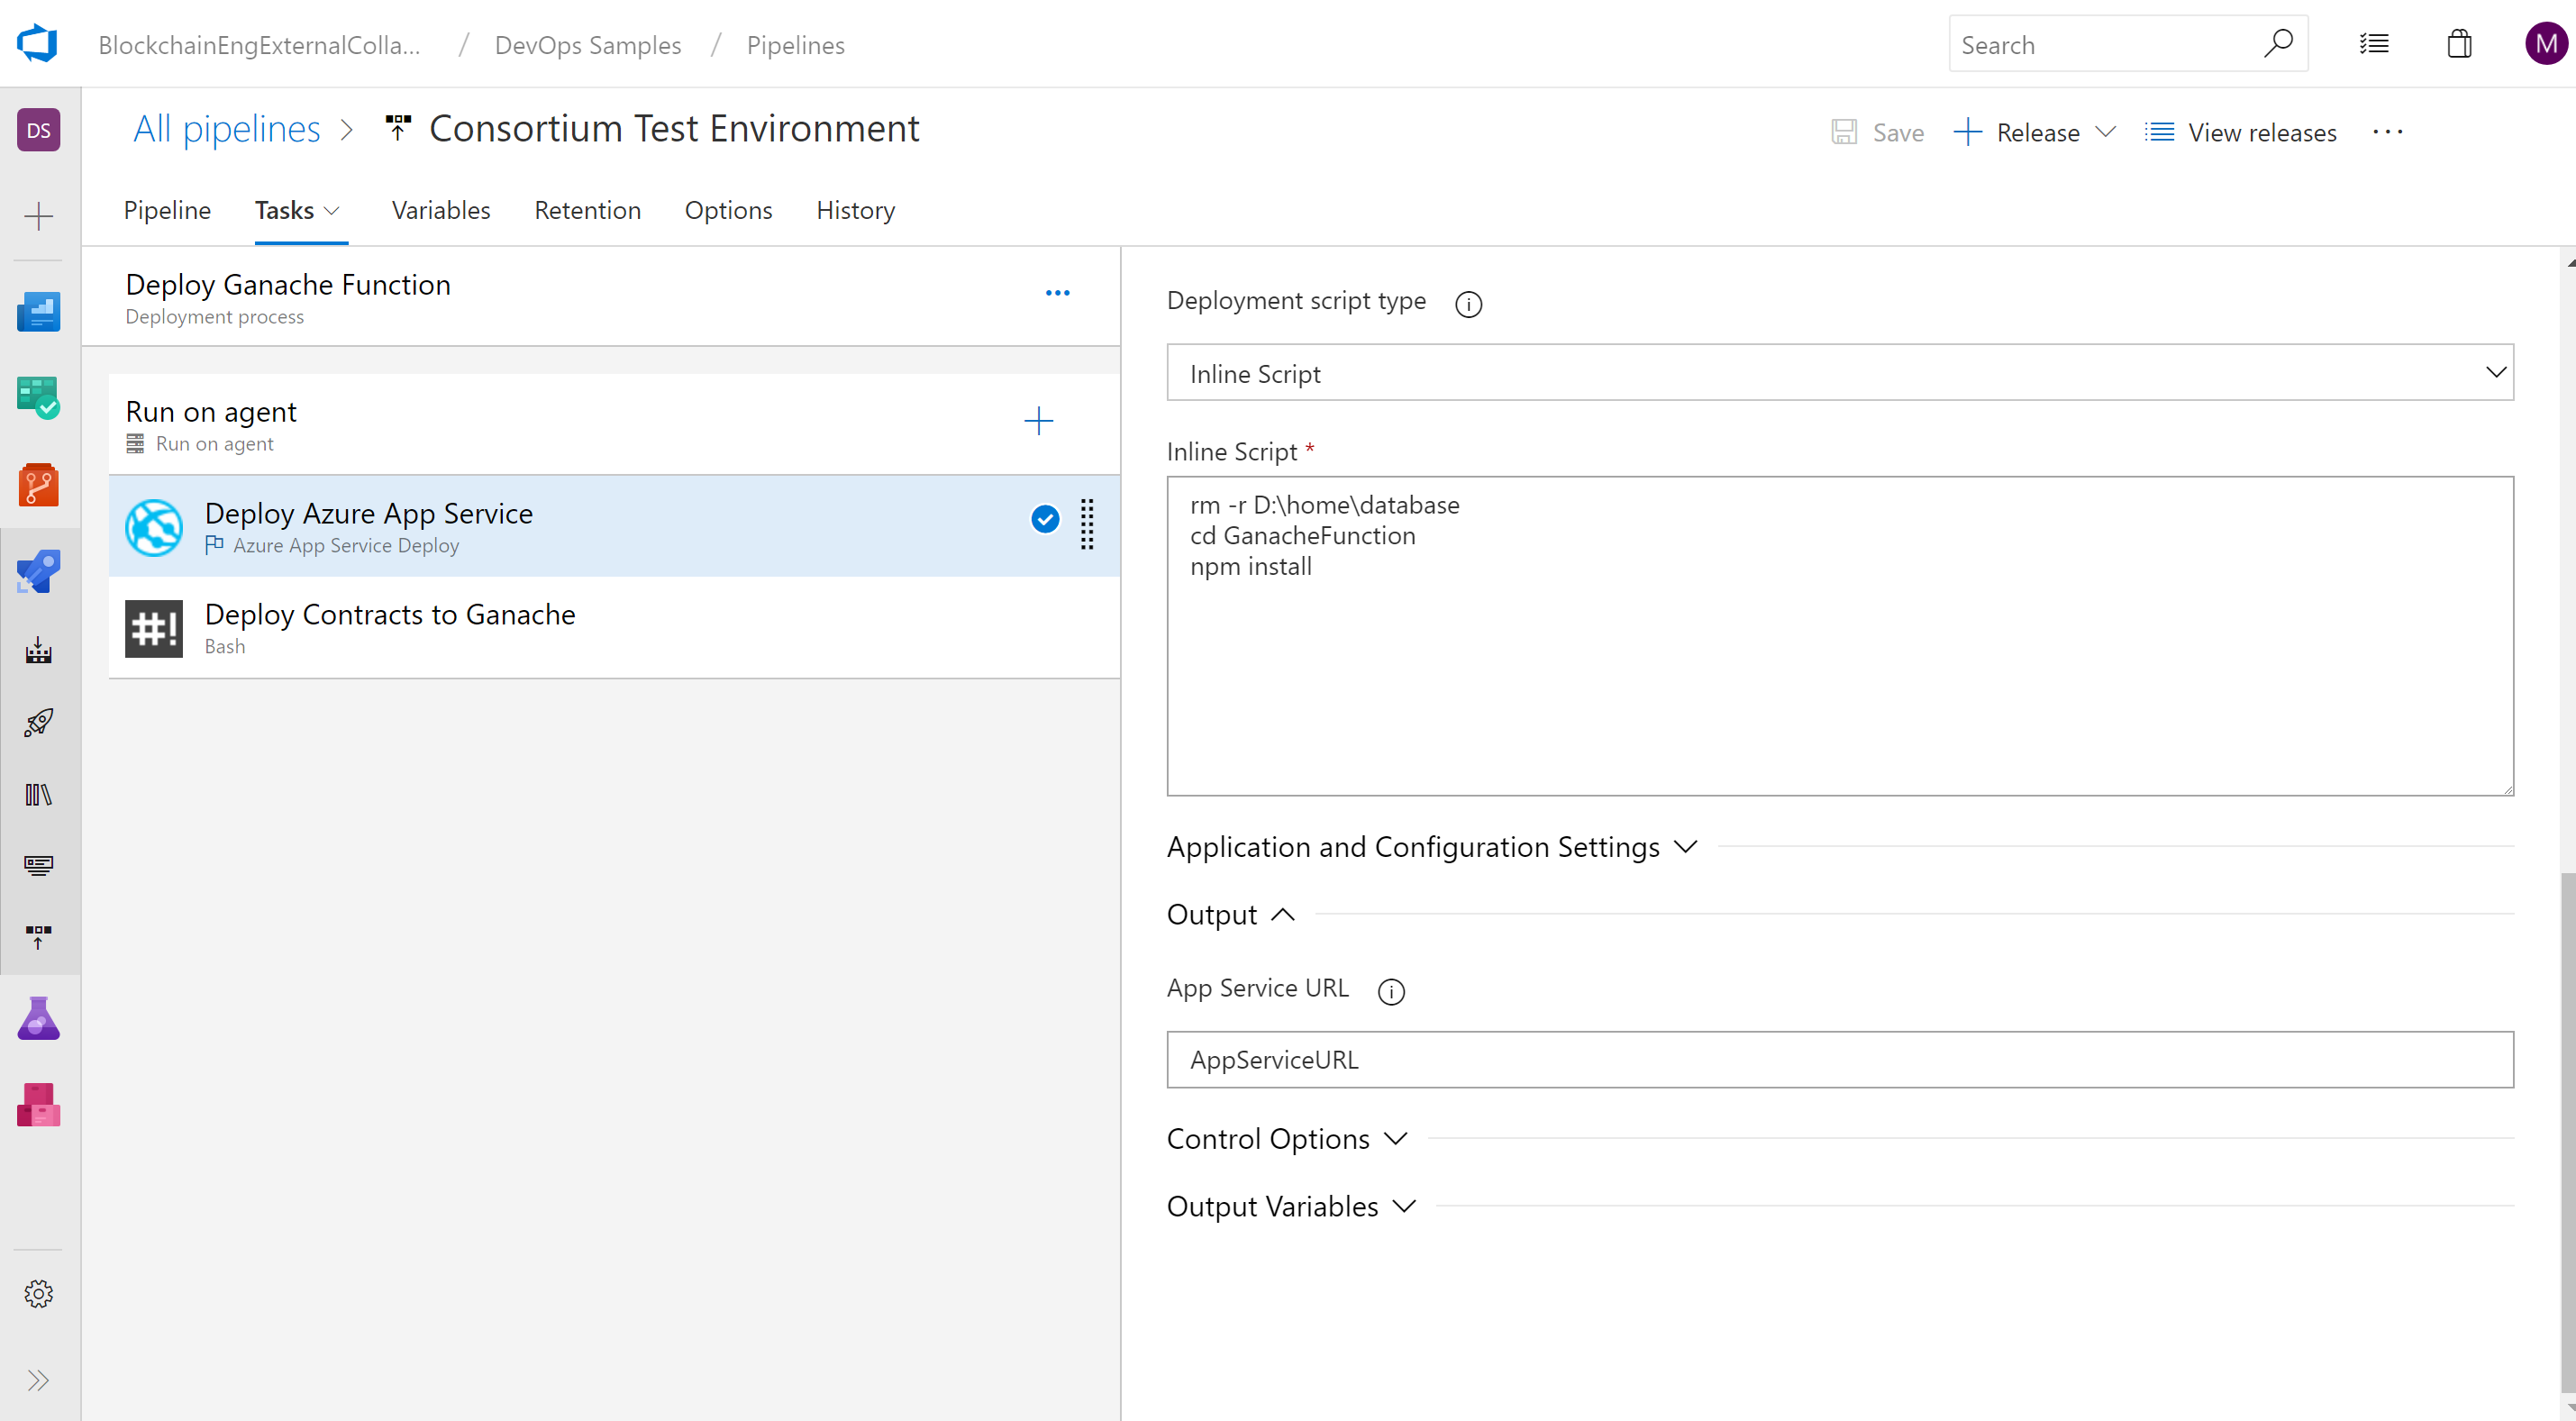 BlockchainEngExternalColla... / DevOps Samples / Pipelines
Search
M
DS
All pipelines > Consortium Test Environment
Save
Release
View releases
Pipeline
Tasks
Variables
Retention
Options
History
Deploy Ganache Function
Deployment process
Run on agent
Run on agent
Deploy Azure App Service
Azure App Service Deploy
#!
Deploy Contracts to Ganache
Bash
Deployment script type
Inline Script
Inline Script *
rm -r D:\home\database
cd GanacheFunction
npm install
Application and Configuration Settings
Output
App Service URL
AppServiceURL
Control Options
Output Variables